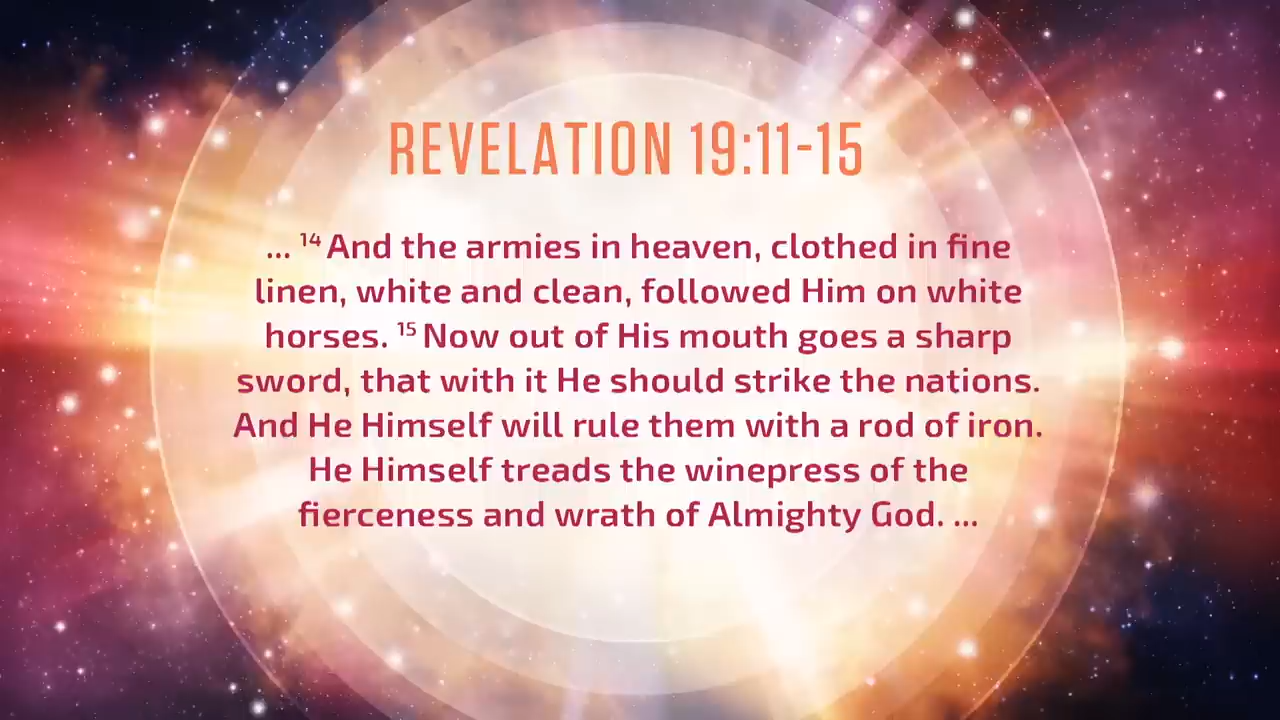 REVELATION 19:11-15
... ¹⁴ And the armies in heaven, clothed in fine
linen, white and clean, followed Him on white
horses. ¹⁵ Now out of His mouth goes a sharp
sword, that with it He should strike the nations.
And He Himself will rule them with a rod of iron.
He Himself treads the winepress of the
fierceness and wrath of Almighty God. ...